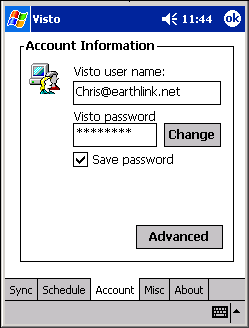 Visto 11:44 ok
Account Information
Visto user name:
Chris@earthlink.net
Visto password
********
Change
Save password
Advanced
Sync Schedule Account Misc About